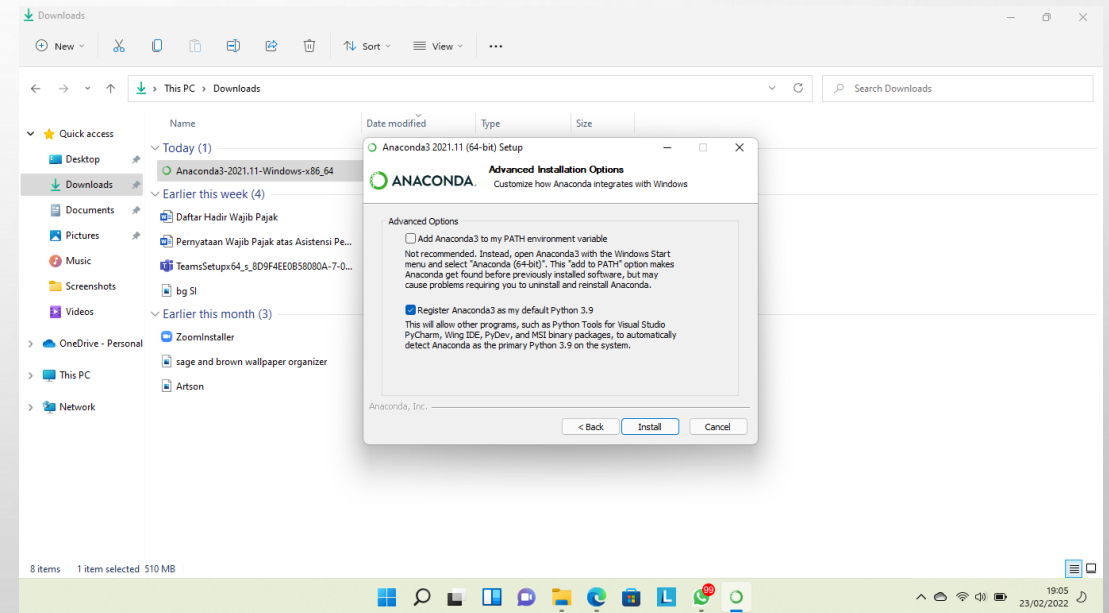 Downloads
New
Sort
View
This PC > Downloads
Search Downloads
Quick access
Desktop
Downloads
Documents
Pictures
Music
Screenshots
Videos
OneDrive - Personal
This PC
Network
Name Date modified Type Size
Today (1)
Anaconda3-2021.11-Windows-x86_64
Earlier this week (4)
Daftar Hadir Wajib Pajak
Pernyataan Wajib Pajak atas Asistensi Pe...
TeamsSetupx64_s_8D9F4EE0B58080A-7-0...
bg SI
Earlier this month (3)
ZoomInstaller
sage and brown wallpaper organizer
Artson
Anaconda3 2021.11 (64-bit) Setup
ANACONDA.
Advanced Installation Options
Customize how Anaconda integrates with Windows
Advanced Options
Add Anaconda3 to my PATH environment variable
Not recommended. Instead, open Anaconda3 with the Windows Start
menu and select "Anaconda (64-bit)". This "add to PATH" option makes
Anaconda get found before previously installed software, but may
cause problems requiring you to uninstall and reinstall Anaconda.
Register Anaconda3 as my default Python 3.9
This will allow other programs, such as Python Tools for Visual Studio
PyCharm, Wing IDE, PyDev, and MSI binary packages, to automatically
detect Anaconda as the primary Python 3.9 on the system.
Anaconda, Inc.
< Back Install Cancel
8 items 1 item selected 510 MB
L
99
19:05
23/02/2022